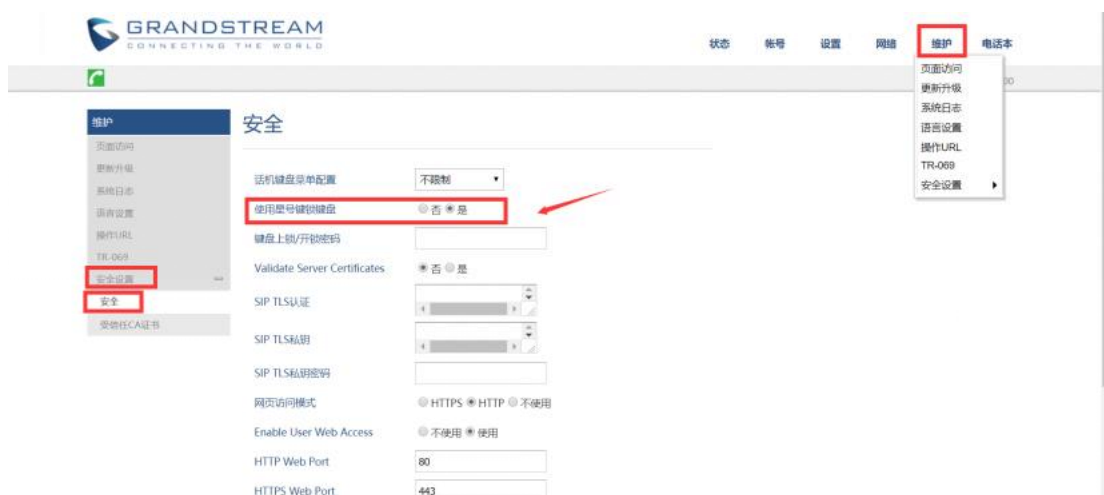 GRANDSTREAM
CONNECTING THE WORLD
状态 帐号 设置 网络 维护 电话本
页面访问
更新升级
系统日志
语言设置
操作URL
TR-069
安全设置
维护
页面访问
更新升级
系统日志
语言设置
操作URL
TR-069
安全设置
安全
受信任CA证书
安全
话机键盘菜单配置 不限制
使用星号键锁键盘 否 是
键盘上锁/开锁密码
Validate Server Certificates 否 是
SIP TLS认证
SIP TLS私钥
SIP TLS私钥密码
网页访问模式 HTTPS HTTP 不使用
Enable User Web Access 不使用 使用
HTTP Web Port 80
HTTPS Web Port 443